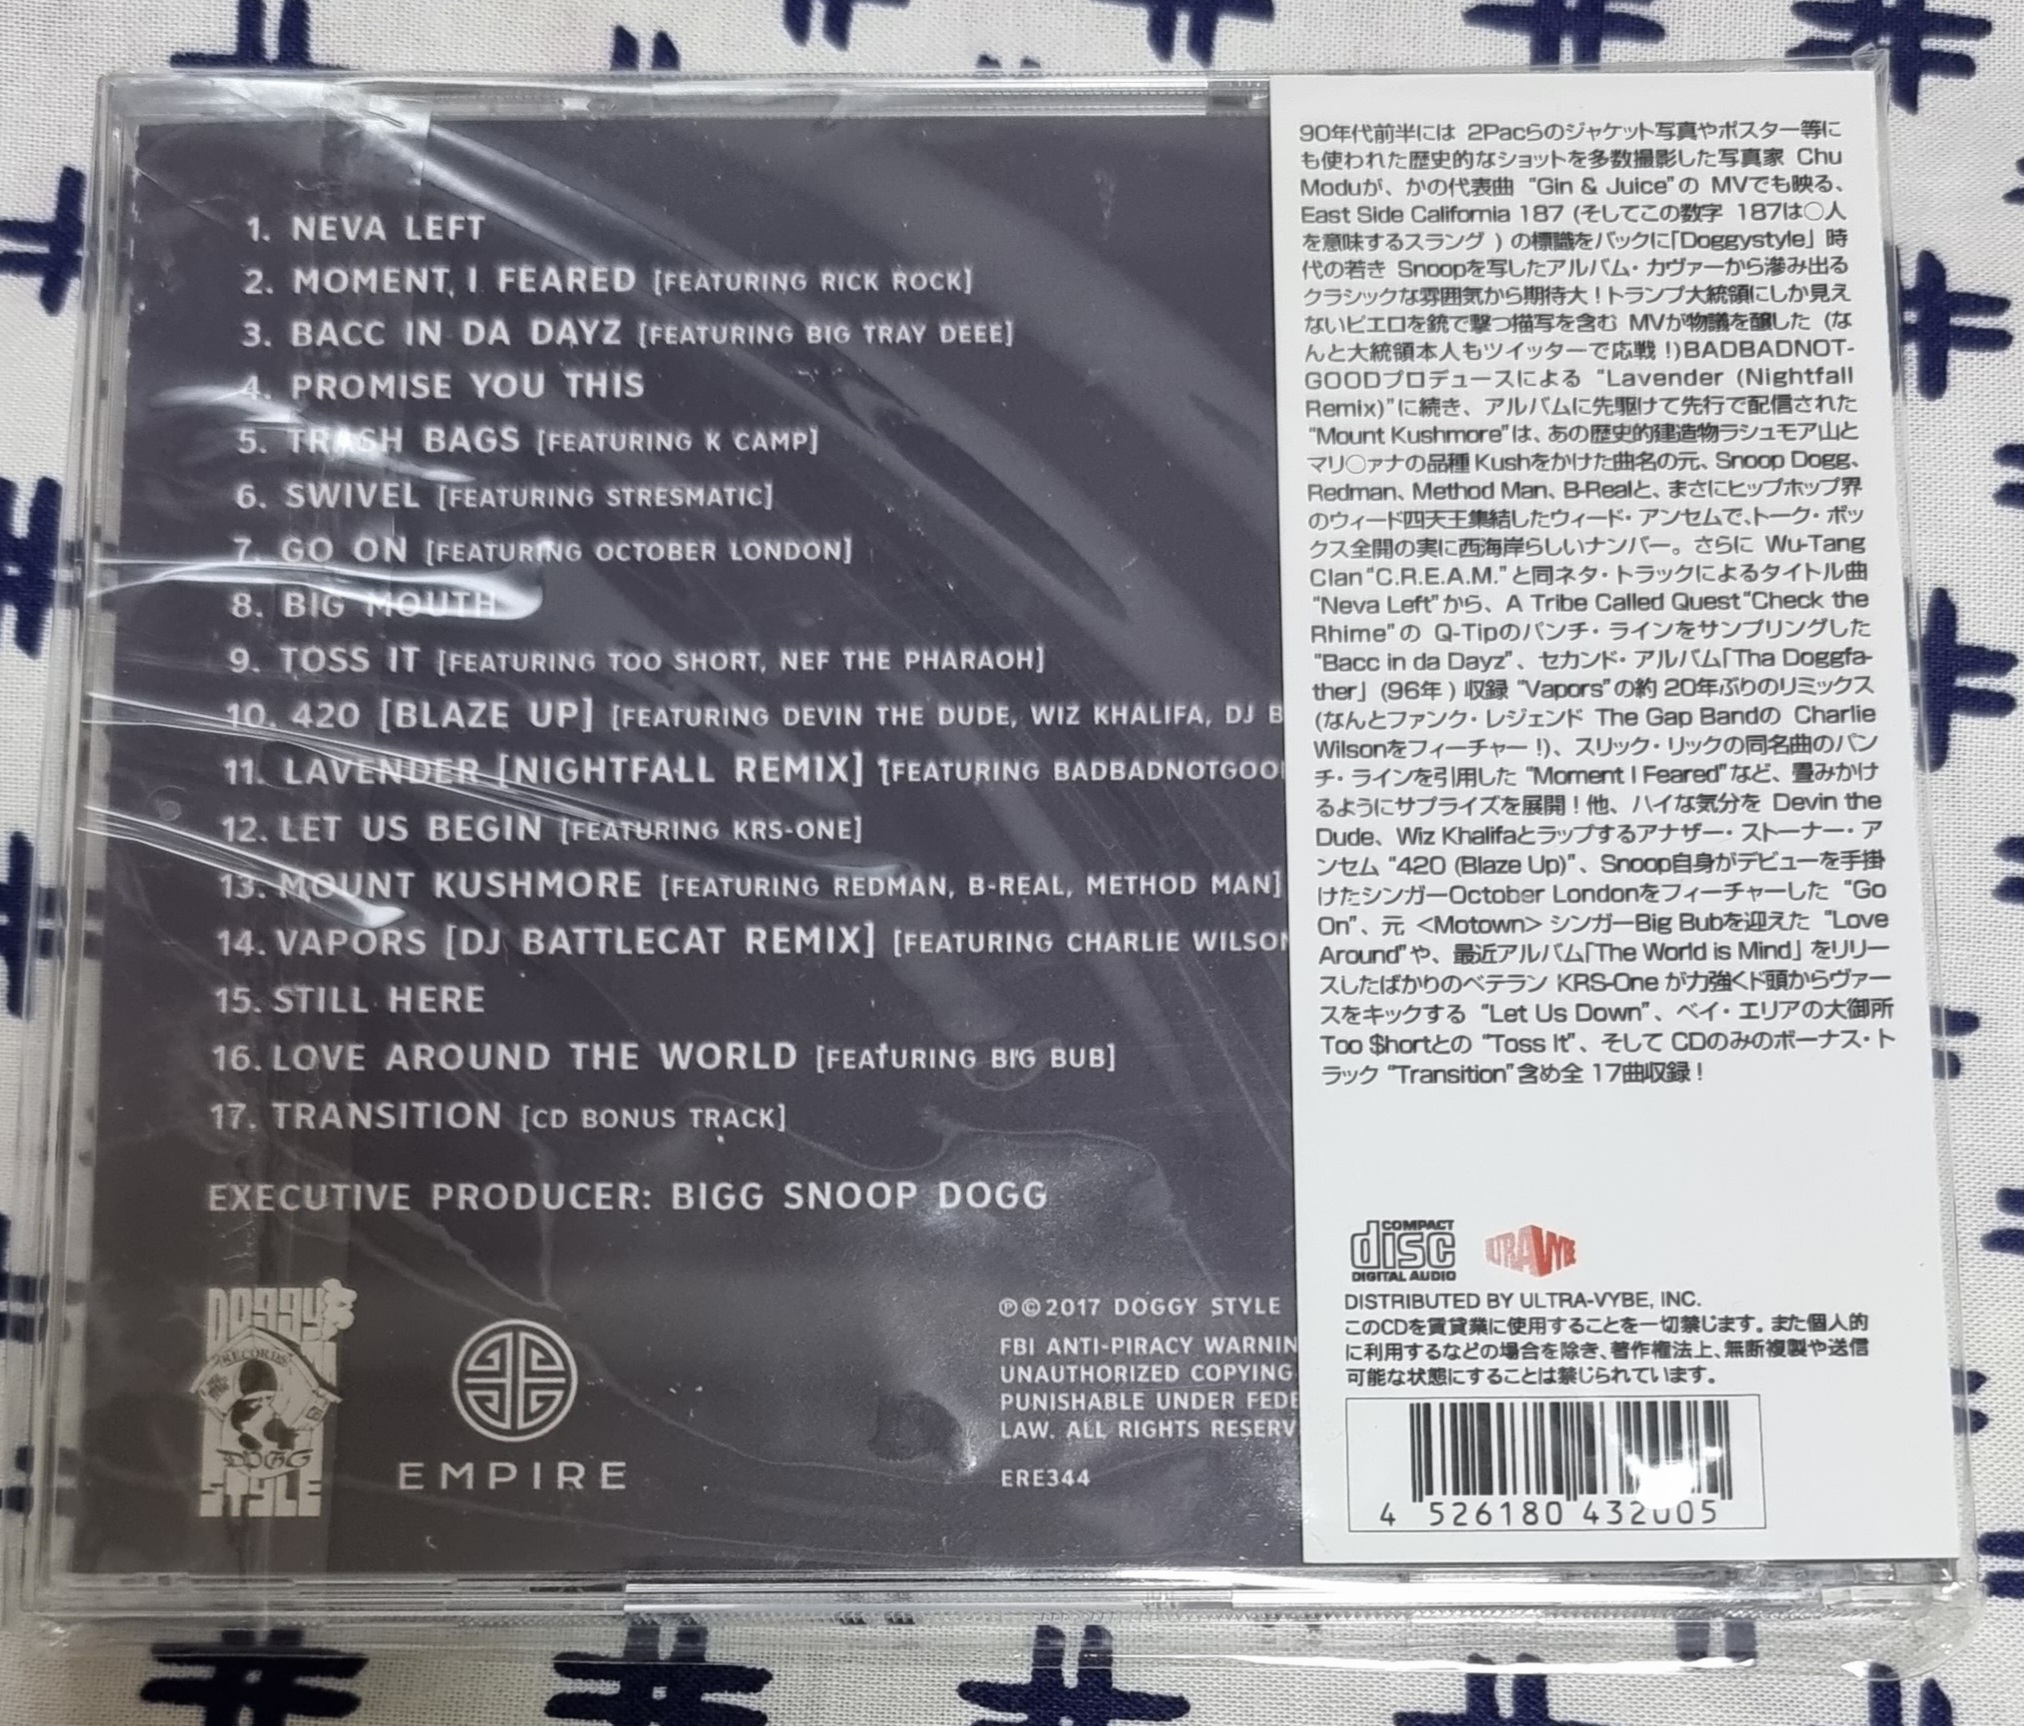 1. NEVA LEFT
2. MOMENT, I FEARED [FEATURING RICK ROCK]
3. BACC IN DA DAYZ [FEATURING BIG TRAY DEEE]
4. PROMISE YOU THIS
5. TRASH BAGS [FEATURING K CAMP]
6. SWIVEL [FEATURING STRESMATIC]
7. GO ON [FEATURING OCTOBER LONDON]
8. BIG MOUTH
9. TOSS IT [FEATURING TOO SHORT, NEF THE PHARAOH]
10. 420 [BLAZE UP] [FEATURING DEVIN THE DUDE, WIZ KHALIFA, DJ B
11. LAVENDER [NIGHTFALL REMIX] [FEATURING BADBADNOTGOO
12. LET US BEGIN [FEATURING KRS-ONE]
13. MOUNT KUSHMORE [FEATURING REDMAN, B-REAL, METHOD MAN]
14. VAPORS [DJ BATTLECAT REMIX] [FEATURING CHARLIE WILSON
15. STILL HERE
16. LOVE AROUND THE WORLD [FEATURING BIG BUB]
17. TRANSITION [CD BONUS TRACK]
EXECUTIVE PRODUCER: BIGG SNOOP DOGG
DOGGY
RECORDS
DOGG
STYLE
EMPIRE
℗©2017 DOGGY STYLE
FBI ANTI-PIRACY WARNIN
UNAUTHORIZED COPYING
PUNISHABLE UNDER FEDE
LAW. ALL RIGHTS RESERV
ERE344
90年代前半には 2Pacらのジャケット写真やポスター等に
も使われた歴史的なショットを多数撮影した写真家 Chu
Moduが、かの代表曲 “Gin & Juice”の MVでも映る、
East Side California 187 (そしてこの数字 187は○人
を意味するスラング ) の標識をバックに「Doggystyle」時
代の若き Snoopを写したアルバム・カヴァーから滲み出る
クラシックな雰囲気から期待大！トランプ大統領にしか見え
ないピエロを銃で撃つ描写を含む MVが物議を醸した (な
んと大統領本人もツイッターで応戦！)BADBADNOT-
GOODプロデュースによる “Lavender (Nightfall
Remix)”に続き、アルバムに先駆けて先行で配信された
“Mount Kushmore”は、あの歴史的建造物ラシュモア山と
マリ○ァナの品種 Kushをかけた曲名の元、Snoop Dogg、
Redman、Method Man、B-Realと、まさにヒップホップ界
のウィード四天王集結したウィード・アンセムで、トーク・ボッ
クス全開の実に西海岸らしいナンバー。さらに Wu-Tang
Clan“C.R.E.A.M.”と同ネタ・トラックによるタイトル曲
“Neva Left”から、A Tribe Called Quest“Check the
Rhime”の Q-Tipのパンチ・ラインをサンプリングした
“Bacc in da Dayz”、セカンド・アルバム「Tha Doggfa-
ther」(96年) 収録 “Vapors”の約 20年ぶりのリミックス
(なんとファンク・レジェンド The Gap Bandの Charlie
Wilsonをフィーチャー！)、スリック・リックの同名曲のパン
チ・ラインを引用した “Moment I Feared”など、畳みかけ
るようにサプライズを展開！他、ハイな気分を Devin the
Dude、Wiz Khalifaとラップするアナザー・ストーナー・ア
ンセム “420 (Blaze Up)”、Snoop自身がデビューを手掛
けたシンガーOctober Londonをフィーチャーした “Go
On”、元 <Motown> シンガーBig Bubを迎えた “Love
Around”や、最近アルバム「The World is Mind」をリリー
スしたばかりのベテラン KRS-One が力強くド頭からヴァー
スをキックする “Let Us Down”、ベイ・エリアの大御所
Too $hortとの “Toss It”、そして CDのみのボーナス・ト
ラック “Transition”含め全 17曲収録！
COMPACT
disc
DIGITAL AUDIO
ULTRA-VYBE
DISTRIBUTED BY ULTRA-VYBE, INC.
このCDを賃貸業に使用することを一切禁じます。また個人的
に利用するなどの場合を除き、著作権法上、無断複製や送信
可能な状態にすることは禁じられています。
4 526180 432005